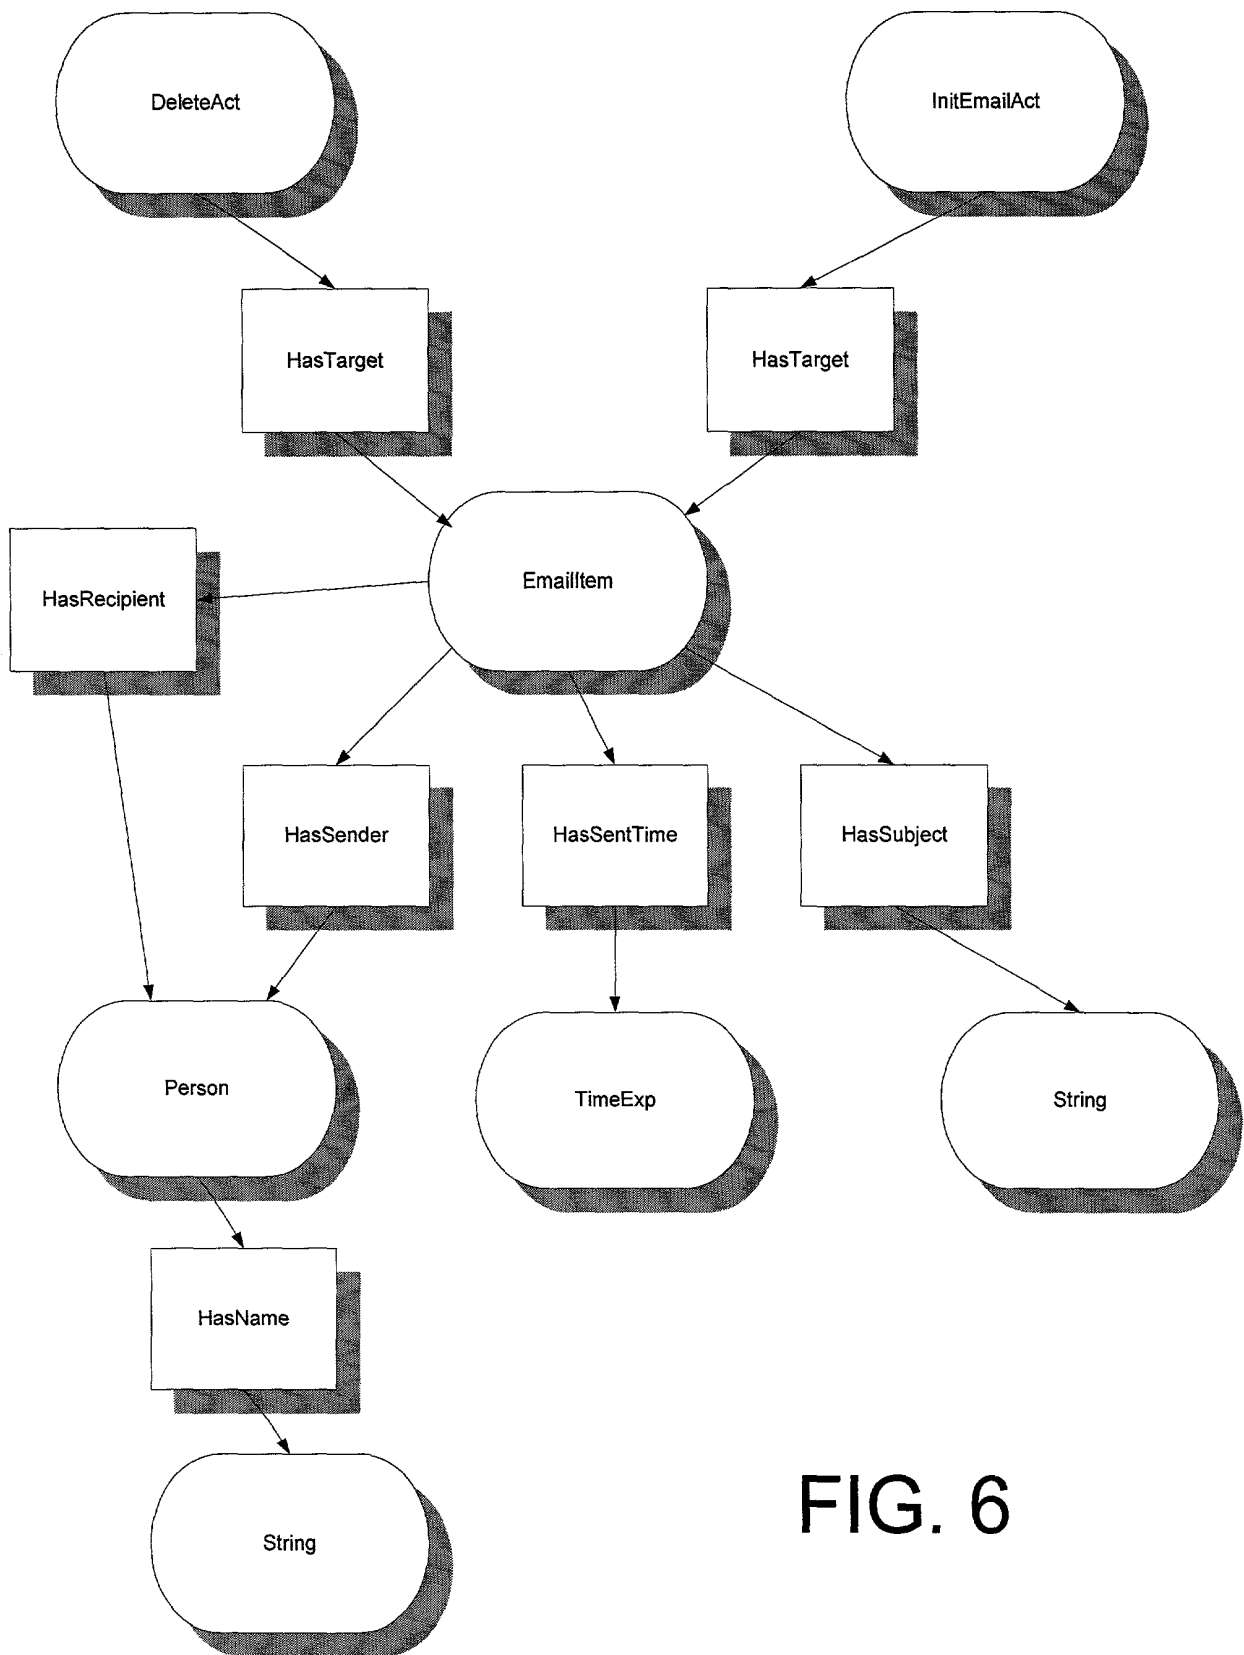 DeleteAct
InitEmailAct
HasTarget
HasTarget
EmailItem
HasRecipient
HasSender
HasSentTime
HasSubject
Person
TimeExp
String
HasName
String
FIG. 6